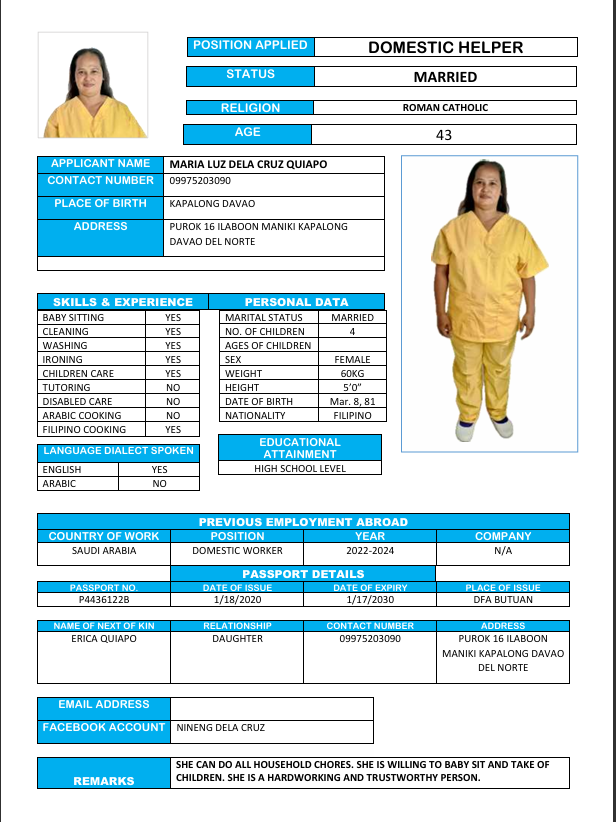 POSITION APPLIED DOMESTIC HELPER
STATUS MARRIED
RELIGION ROMAN CATHOLIC
AGE 43
APPLICANT NAME MARIA LUZ DELA CRUZ QUIAPO
CONTACT NUMBER 09975203090
PLACE OF BIRTH KAPALONG DAVAO
ADDRESS PUROK 16 ILABOON MANIKI KAPALONG
DAVAO DEL NORTE
SKILLS & EXPERIENCE PERSONAL DATA
BABY SITTING YES MARITAL STATUS MARRIED
CLEANING YES NO. OF CHILDREN 4
WASHING YES AGES OF CHILDREN
IRONING YES SEX FEMALE
CHILDREN CARE YES WEIGHT 60KG
TUTORING NO HEIGHT 5'0"
DISABLED CARE NO DATE OF BIRTH Mar. 8, 81
ARABIC COOKING NO NATIONALITY FILIPINO
FILIPINO COOKING YES
LANGUAGE DIALECT SPOKEN
ENGLISH YES
ARABIC NO
EDUCATIONAL
ATTAINMENT
HIGH SCHOOL LEVEL
PREVIOUS EMPLOYMENT ABROAD
COUNTRY OF WORK POSITION YEAR COMPANY
SAUDI ARABIA DOMESTIC WORKER 2022-2024 N/A
PASSPORT DETAILS
PASSPORT NO. DATE OF ISSUE DATE OF EXPIRY PLACE OF ISSUE
P4436122B 1/18/2020 1/17/2030 DFA BUTUAN
NAME OF NEXT OF KIN RELATIONSHIP CONTACT NUMBER ADDRESS
ERICA QUIAPO DAUGHTER 09975203090 PUROK 16 ILABOON
MANIKI KAPALONG DAVAO
DEL NORTE
EMAIL ADDRESS
FACEBOOK ACCOUNT NINENG DELA CRUZ
REMARKS SHE CAN DO ALL HOUSEHOLD CHORES. SHE IS WILLING TO BABY SIT AND TAKE OF
CHILDREN. SHE IS A HARDWORKING AND TRUSTWORTHY PERSON.